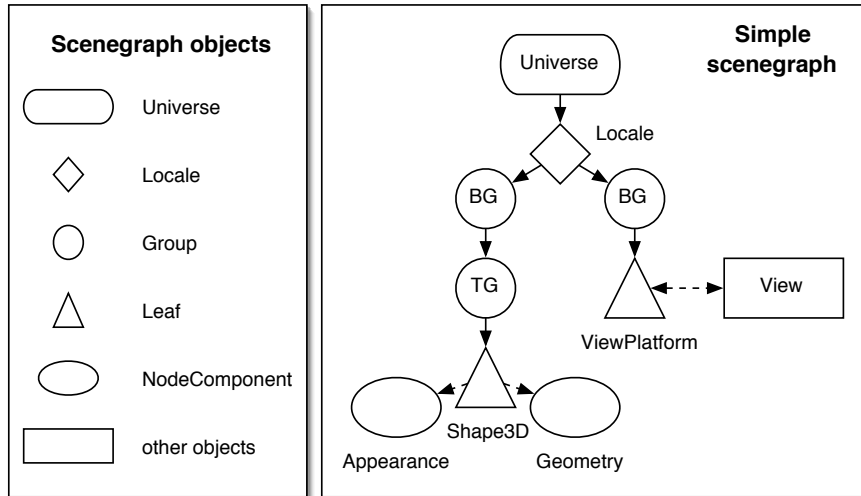 Scenegraph objects
Universe
Locale
Group
Leaf
NodeComponent
other objects
Simple
scenegraph
Universe
Locale
BG
BG
TG
View
ViewPlatform
Shape3D
Appearance
Geometry